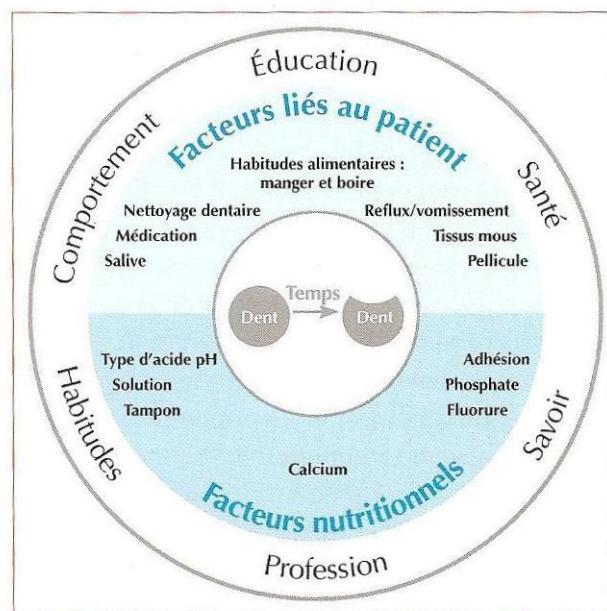 Éducation
Comportement
Santé
Facteurs liés au patient
Habitudes alimentaires :
manger et boire
Nettoyage dentaire
Reflux/vomissement
Médication
Tissus mous
Salive
Pellicule
Temps
Dent
Dent
Type d'acide pH
Adhésion
Solution
Phosphate
Tampon
Fluorure
Calcium
Facteurs nutritionnels
Habitudes
Savoir
Profession